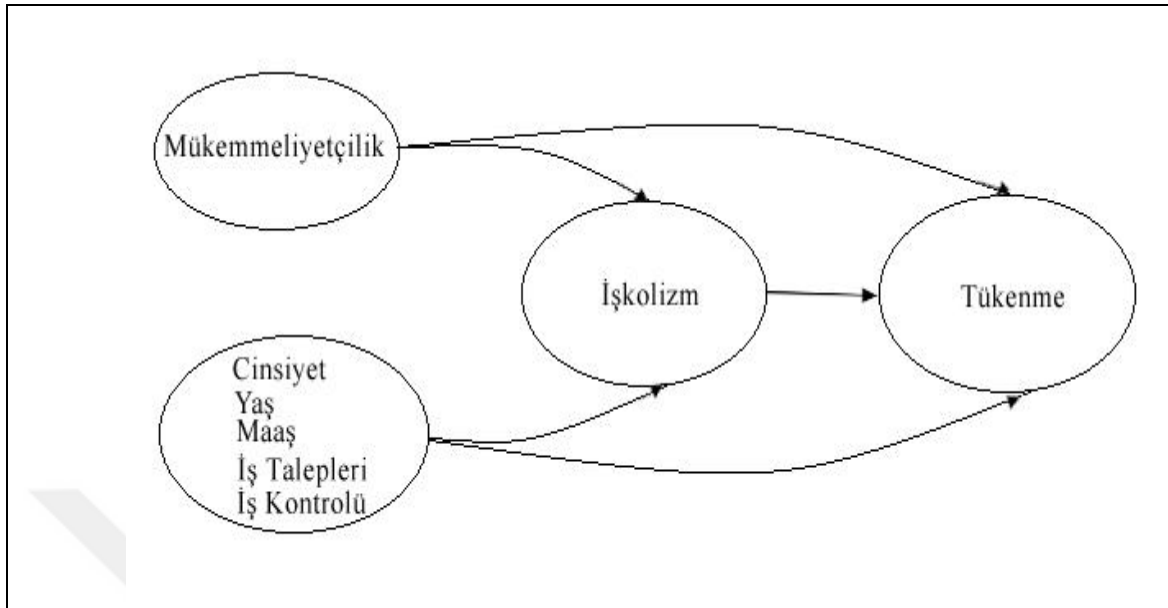 Mükemmeliyetçilik
İşkolizm
Tükenme
Cinsiyet
Yaş
Maaş
İş Talepleri
İş Kontrolü